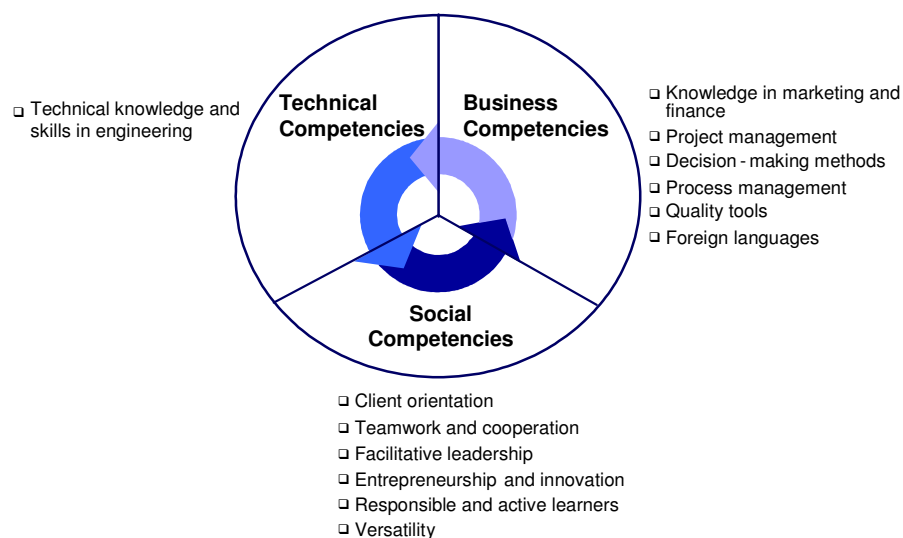 ❑ Technical knowledge and
skills in engineering
Technical
Competencies
Business
Competencies
❑ Knowledge in marketing and
finance
❑ Project management
❑ Decision - making methods
❑ Process management
❑ Quality tools
❑ Foreign languages
Social
Competencies
❑ Client orientation
❑ Teamwork and cooperation
❑ Facilitative leadership
❑ Entrepreneurship and innovation
❑ Responsible and active learners
❑ Versatility